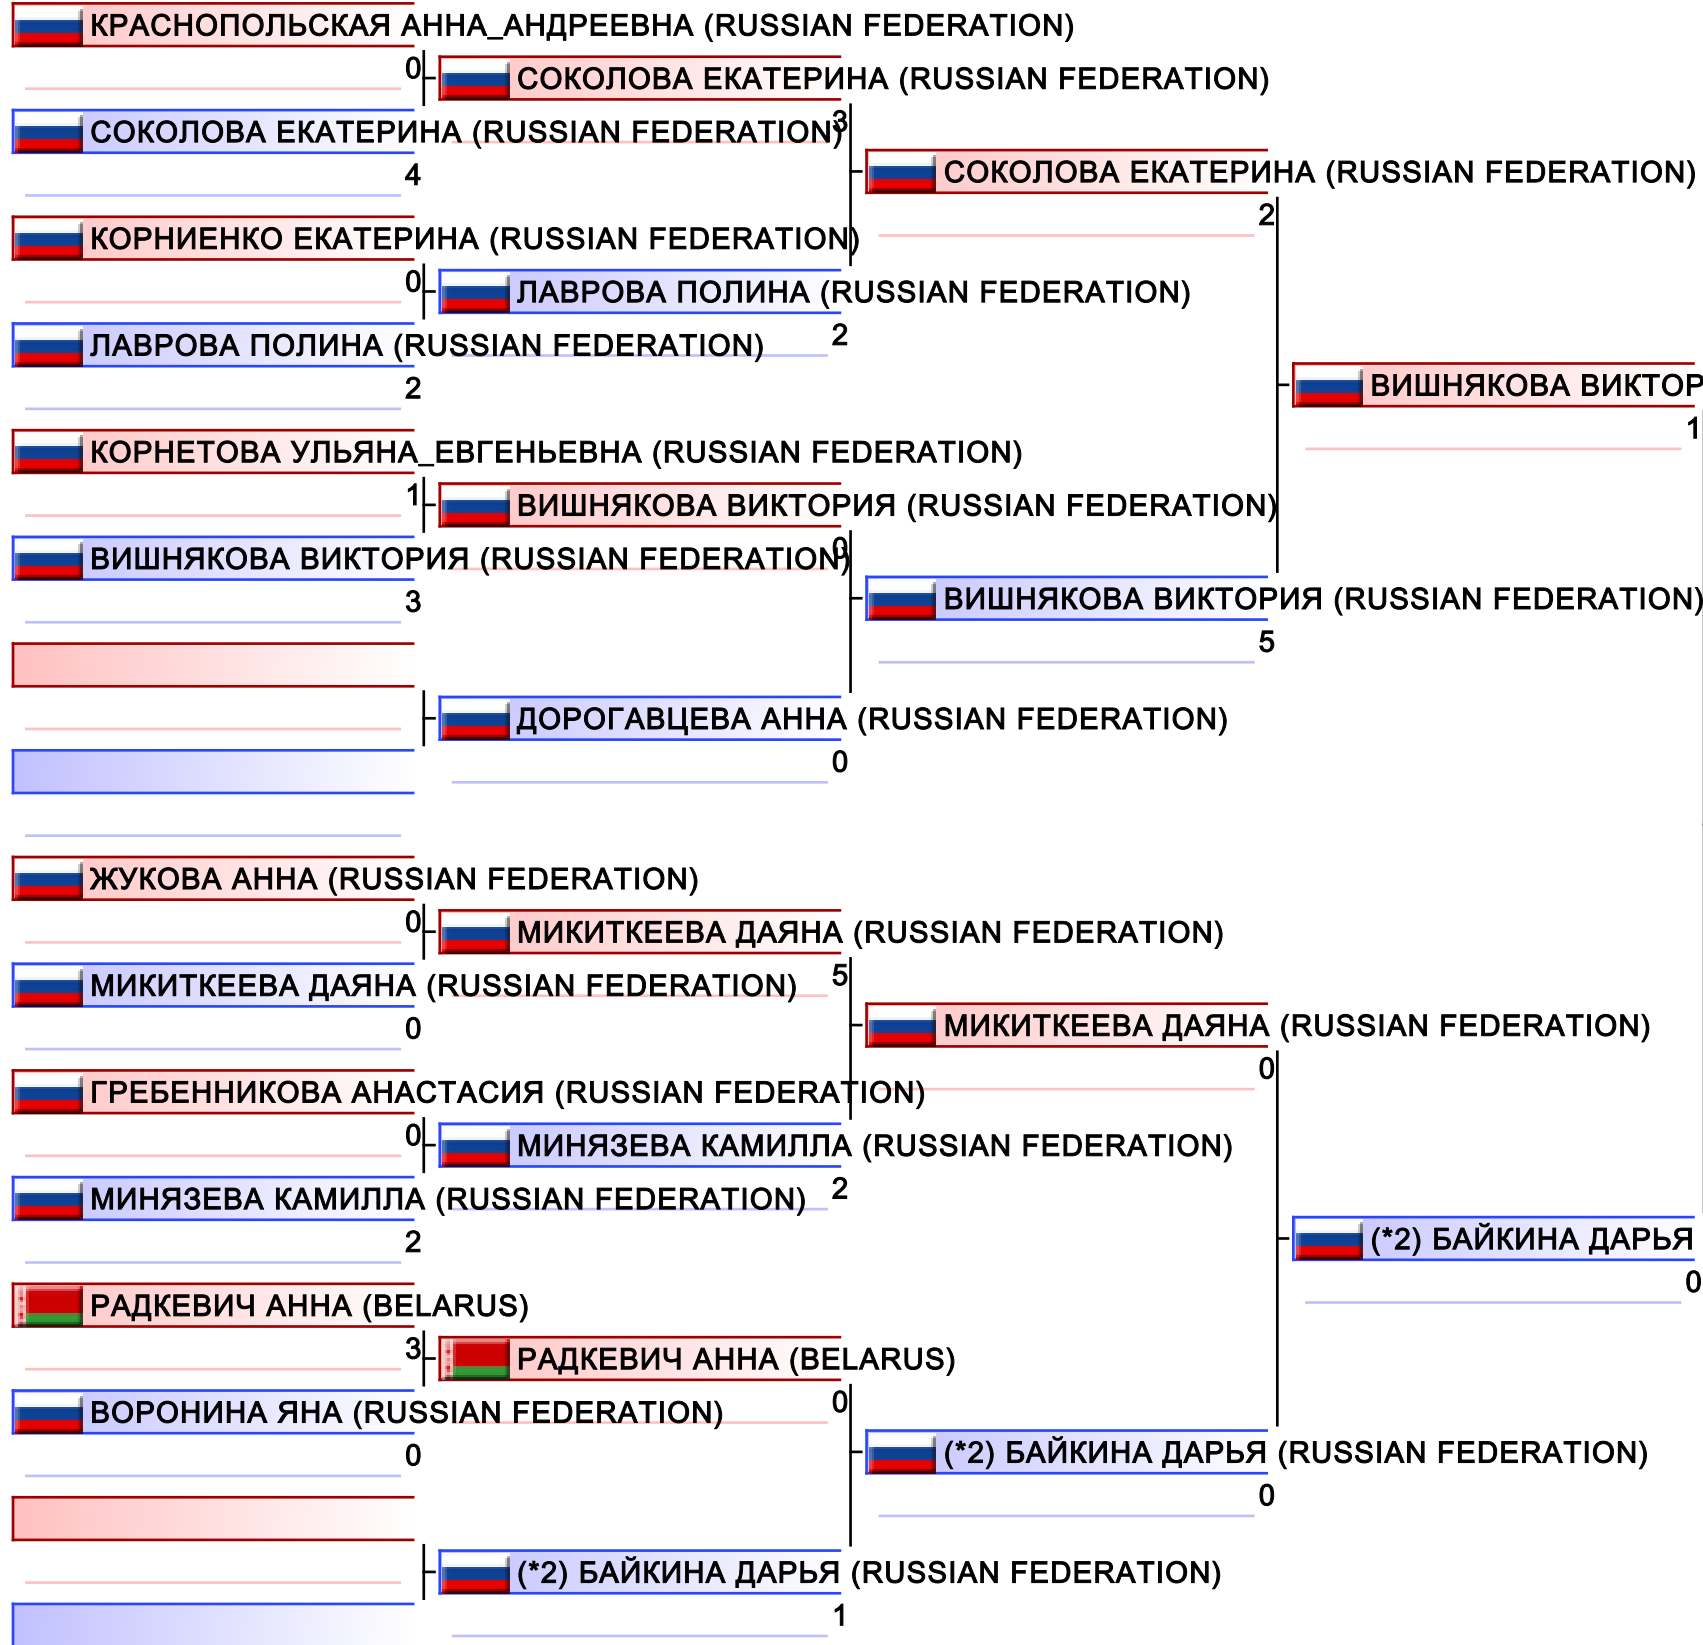 КРАСНОПОЛЬСКАЯ АННА_АНДРЕЕВНА (RUSSIAN FEDERATION)
0
СОКОЛОВА ЕКАТЕРИНА (RUSSIAN FEDERATION)
3
СОКОЛОВА ЕКАТЕРИНА (RUSSIAN FEDERATION)
4
СОКОЛОВА ЕКАТЕРИНА (RUSSIAN FEDERATION)
2
КОРНИЕНКО ЕКАТЕРИНА (RUSSIAN FEDERATION)
0
ЛАВРОВА ПОЛИНА (RUSSIAN FEDERATION)
2
ЛАВРОВА ПОЛИНА (RUSSIAN FEDERATION)
2
ВИШНЯКОВА ВИКТОР
1
КОРНЕТОВА УЛЬЯНА_ЕВГЕНЬЕВНА (RUSSIAN FEDERATION)
1
ВИШНЯКОВА ВИКТОРИЯ (RUSSIAN FEDERATION)
0
ВИШНЯКОВА ВИКТОРИЯ (RUSSIAN FEDERATION)
3
ВИШНЯКОВА ВИКТОРИЯ (RUSSIAN FEDERATION)
5
ДОРОГАВЦЕВА АННА (RUSSIAN FEDERATION)
0
ЖУКОВА АННА (RUSSIAN FEDERATION)
0
МИКИТКЕЕВА ДАЯНА (RUSSIAN FEDERATION)
5
МИКИТКЕЕВА ДАЯНА (RUSSIAN FEDERATION)
0
МИКИТКЕЕВА ДАЯНА (RUSSIAN FEDERATION)
0
ГРЕБЕННИКОВА АНАСТАСИЯ (RUSSIAN FEDERATION)
0
МИНЯЗЕВА КАМИЛЛА (RUSSIAN FEDERATION)
2
МИНЯЗЕВА КАМИЛЛА (RUSSIAN FEDERATION)
2
(*2) БАЙКИНА ДАРЬЯ
0
РАДКЕВИЧ АННА (BELARUS)
3
РАДКЕВИЧ АННА (BELARUS)
0
ВОРОНИНА ЯНА (RUSSIAN FEDERATION)
0
(*2) БАЙКИНА ДАРЬЯ (RUSSIAN FEDERATION)
0
(*2) БАЙКИНА ДАРЬЯ (RUSSIAN FEDERATION)
1